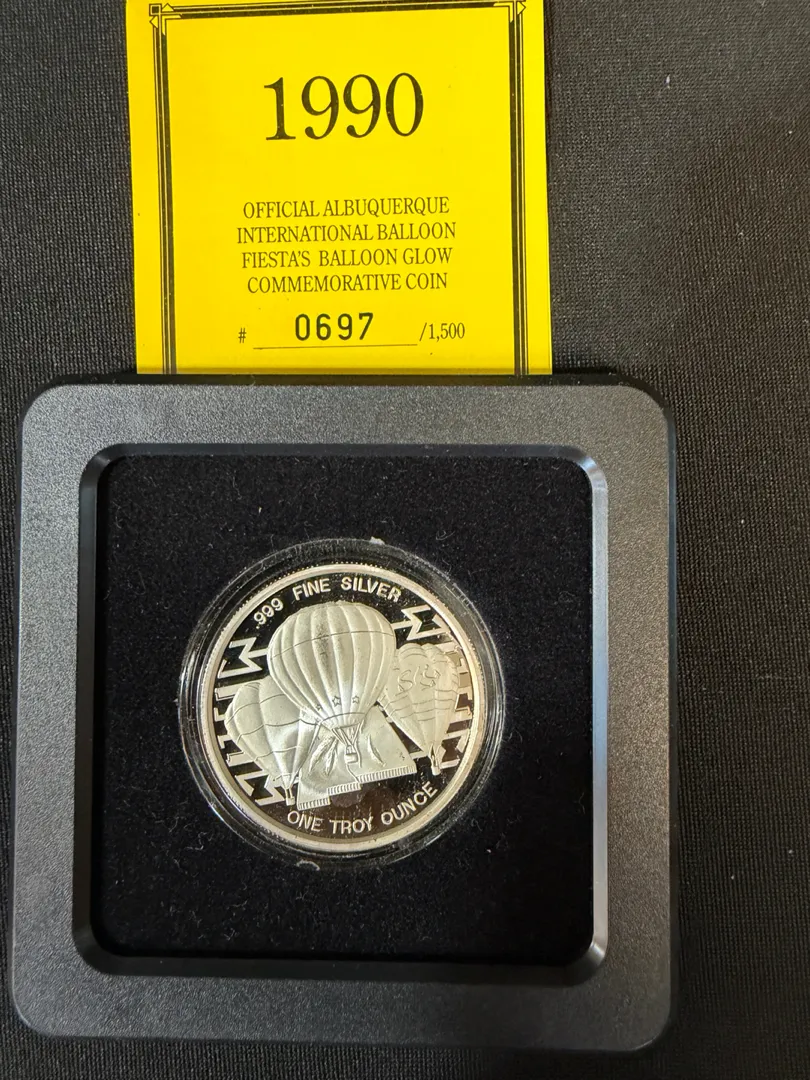 1990
OFFICIAL ALBUQUERQUE
INTERNATIONAL BALLOON
FIESTA'S BALLOON GLOW
COMMEMORATIVE COIN
# 0697 /1,500
.999 FINE SILVER
ONE TROY OUNCE